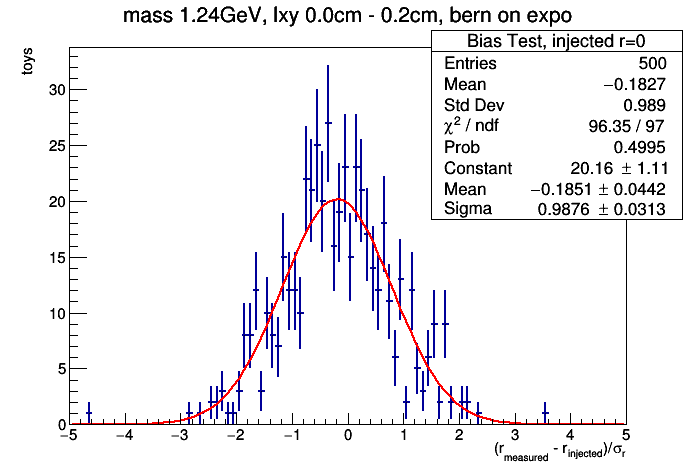 mass 1.24GeV, lxy 0.0cm - 0.2cm, bern on expo
Bias Test, injected r=0
Entries 500
Mean −0.1827
Std Dev 0.989
χ² / ndf 96.35 / 97
Prob 0.4995
Constant 20.16 ± 1.11
Mean −0.1851 ± 0.0442
Sigma 0.9876 ± 0.0313
toys
30
25
20
15
10
5
0
−5 −4 −3 −2 −1 0 1 2 3 4 5
(r_measured - r_injected)/σ_r